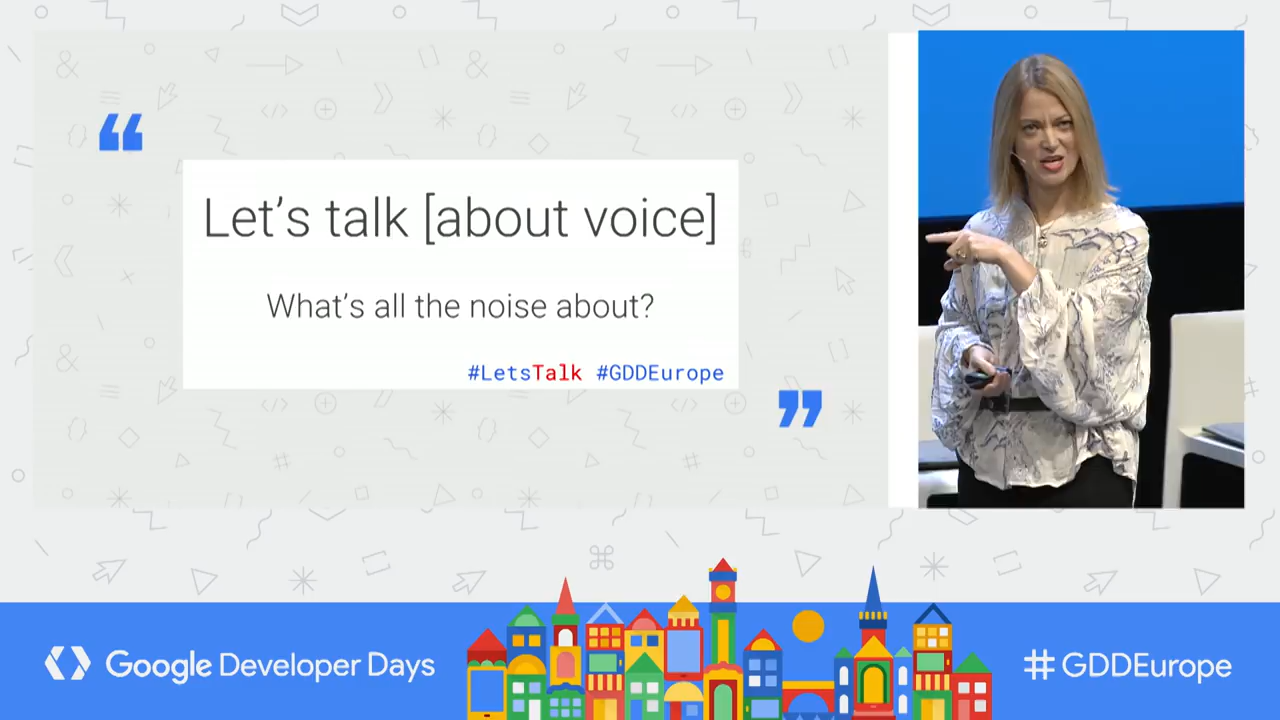 “
Let’s talk [about voice]
What’s all the noise about?
#LetsTalk #GDDEurope
”
Google Developer Days
#GDDEurope